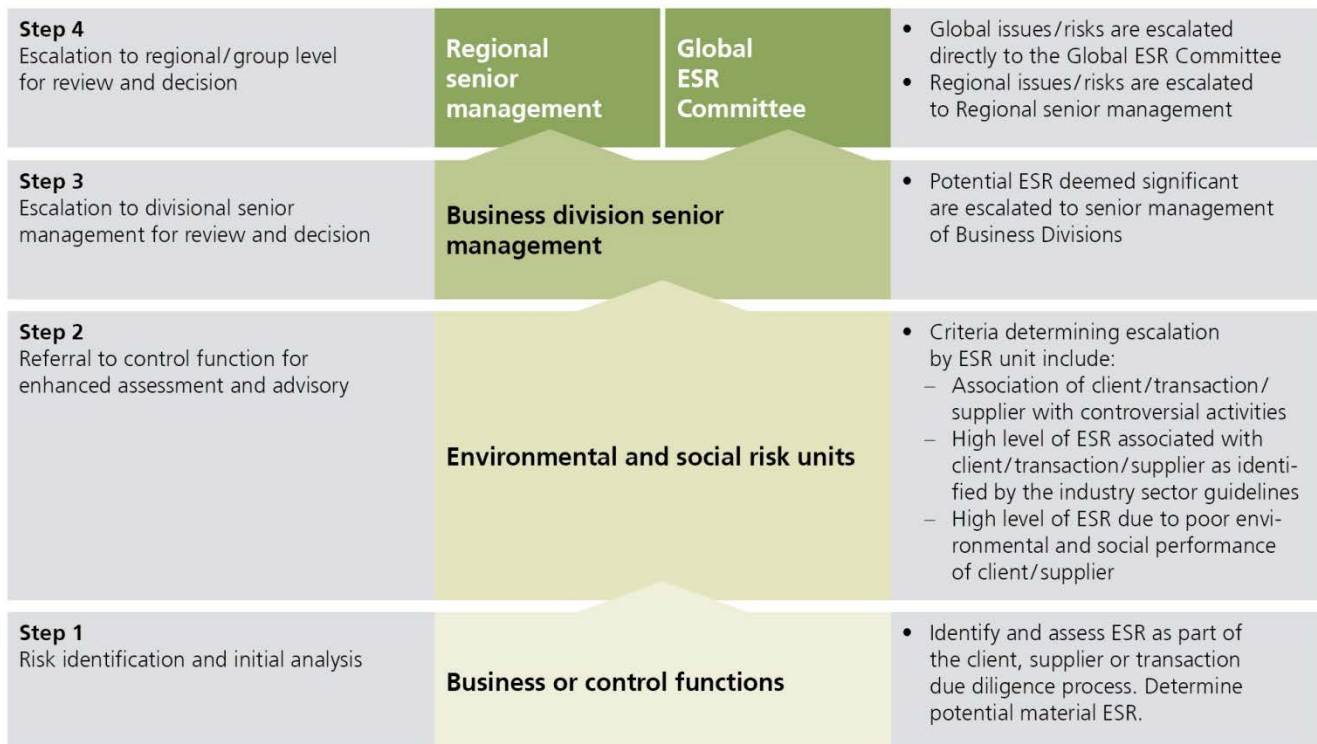 Step 4
Escalation to regional/group level
for review and decision
Regional
senior
management
Global
ESR
Committee
• Global issues/risks are escalated
directly to the Global ESR Committee
• Regional issues/risks are escalated
to Regional senior management
Step 3
Escalation to divisional senior
management for review and decision
Business division senior
management
• Potential ESR deemed significant
are escalated to senior management
of Business Divisions
Step 2
Referral to control function for
enhanced assessment and advisory
Environmental and social risk units
• Criteria determining escalation
by ESR unit include:
– Association of client/transaction/
supplier with controversial activities
– High level of ESR associated with
client/transaction/supplier as identi-
fied by the industry sector guidelines
– High level of ESR due to poor envi-
ronmental and social performance
of client/supplier
Step 1
Risk identification and initial analysis
Business or control functions
• Identify and assess ESR as part of
the client, supplier or transaction
due diligence process. Determine
potential material ESR.